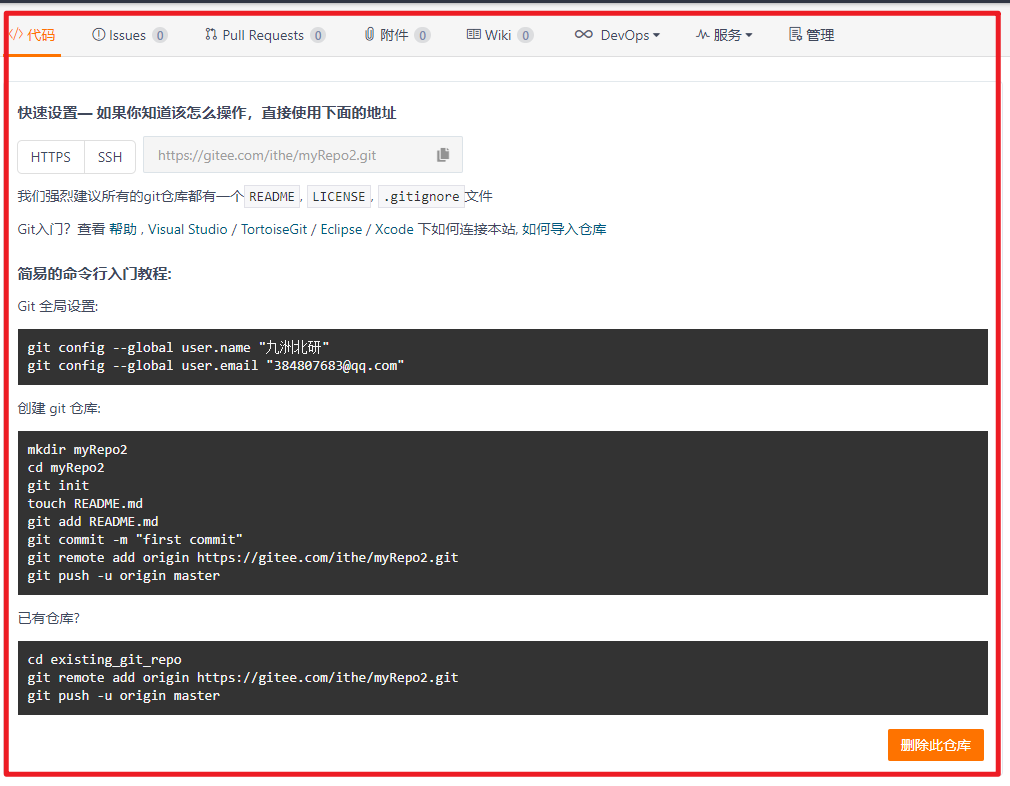 </> 代码 Issues 0 Pull Requests 0 附件 0 Wiki 0 DevOps 服务 管理
快速设置— 如果你知道该怎么操作，直接使用下面的地址
HTTPS SSH https://gitee.com/ithe/myRepo2.git
我们强烈建议所有的git仓库都有一个 README , LICENSE , .gitignore 文件
Git入门？查看 帮助 , Visual Studio / TortoiseGit / Eclipse / Xcode 下如何连接本站, 如何导入仓库
简易的命令行入门教程:
Git 全局设置:
git config --global user.name "九洲北研"
git config --global user.email "384807683@qq.com"
创建 git 仓库:
mkdir myRepo2
cd myRepo2
git init
touch README.md
git add README.md
git commit -m "first commit"
git remote add origin https://gitee.com/ithe/myRepo2.git
git push -u origin master
已有仓库?
cd existing_git_repo
git remote add origin https://gitee.com/ithe/myRepo2.git
git push -u origin master
删除此仓库